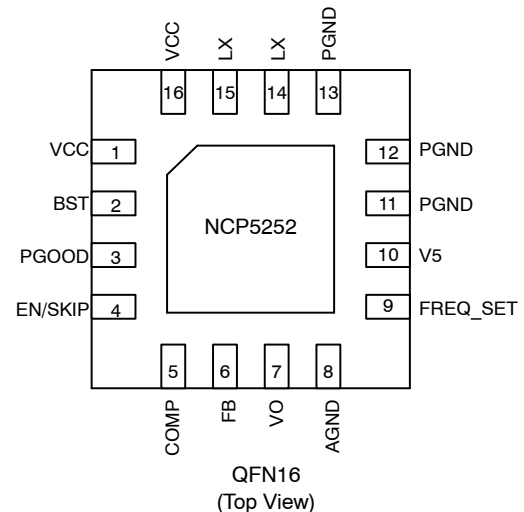 VCC
LX
LX
PGND
16
15
14
13
VCC
1
12
PGND
BST
2
NCP5252
11
PGND
PGOOD
3
10
V5
EN/SKIP
4
9
FREQ_SET
5
6
7
8
COMP
FB
VO
AGND
QFN16
(Top View)